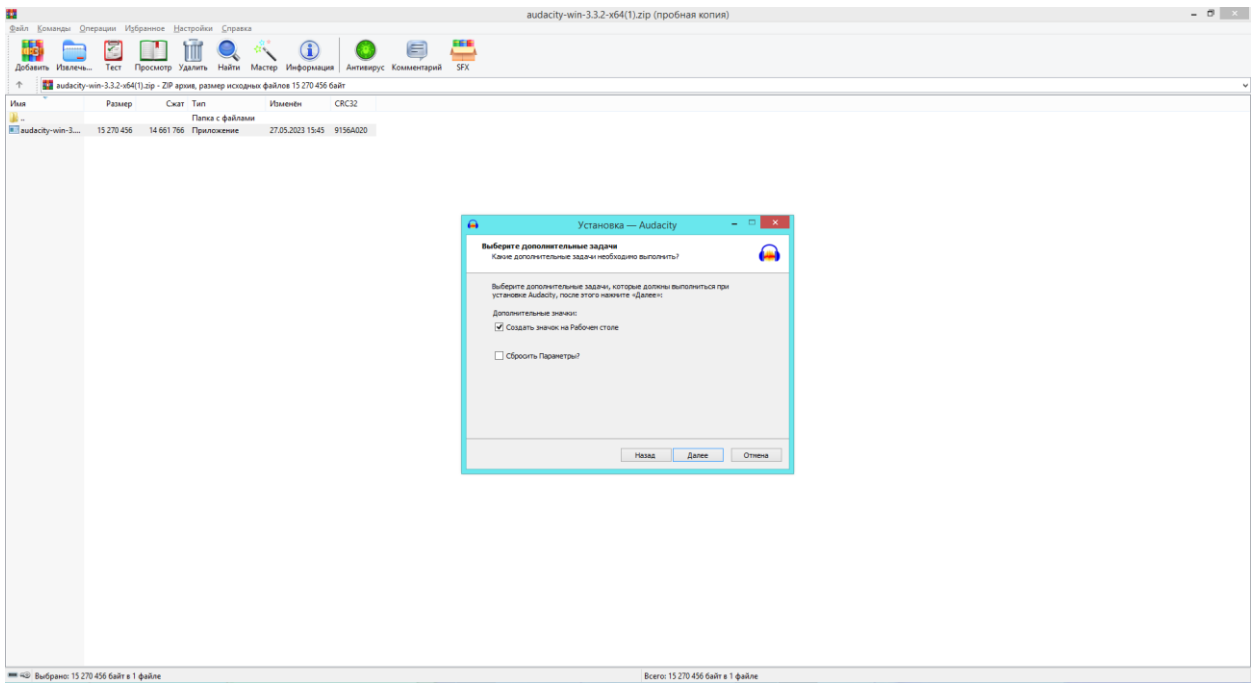 audacity-win-3.3.2-x64(1).zip (пробная копия)
Файл Команды Операции Избранное Настройки Справка
Добавить Извлечь... Тест Просмотр Удалить Найти Мастер Информация Антивирус Комментарий SFX
audacity-win-3.3.2-x64(1).zip - ZIP архив, размер исходных файлов 15 270 456 байт
Имя Размер Сжат Тип Изменён CRC32
.. Папка с файлами
audacity-win-3.... 15 270 456 14 661 766 Приложение 27.05.2023 15:45 9156A020
Установка — Audacity
Выберите дополнительные задачи
Какие дополнительные задачи необходимо выполнить?
Выберите дополнительные задачи, которые должны выполниться при
установке Audacity, после этого нажмите «Далее»:
Дополнительные значки:
Создать значок на Рабочем столе
Сбросить Параметры?
Назад Далее Отмена
Выбрано: 15 270 456 байт в 1 файле Всего: 15 270 456 байт в 1 файле